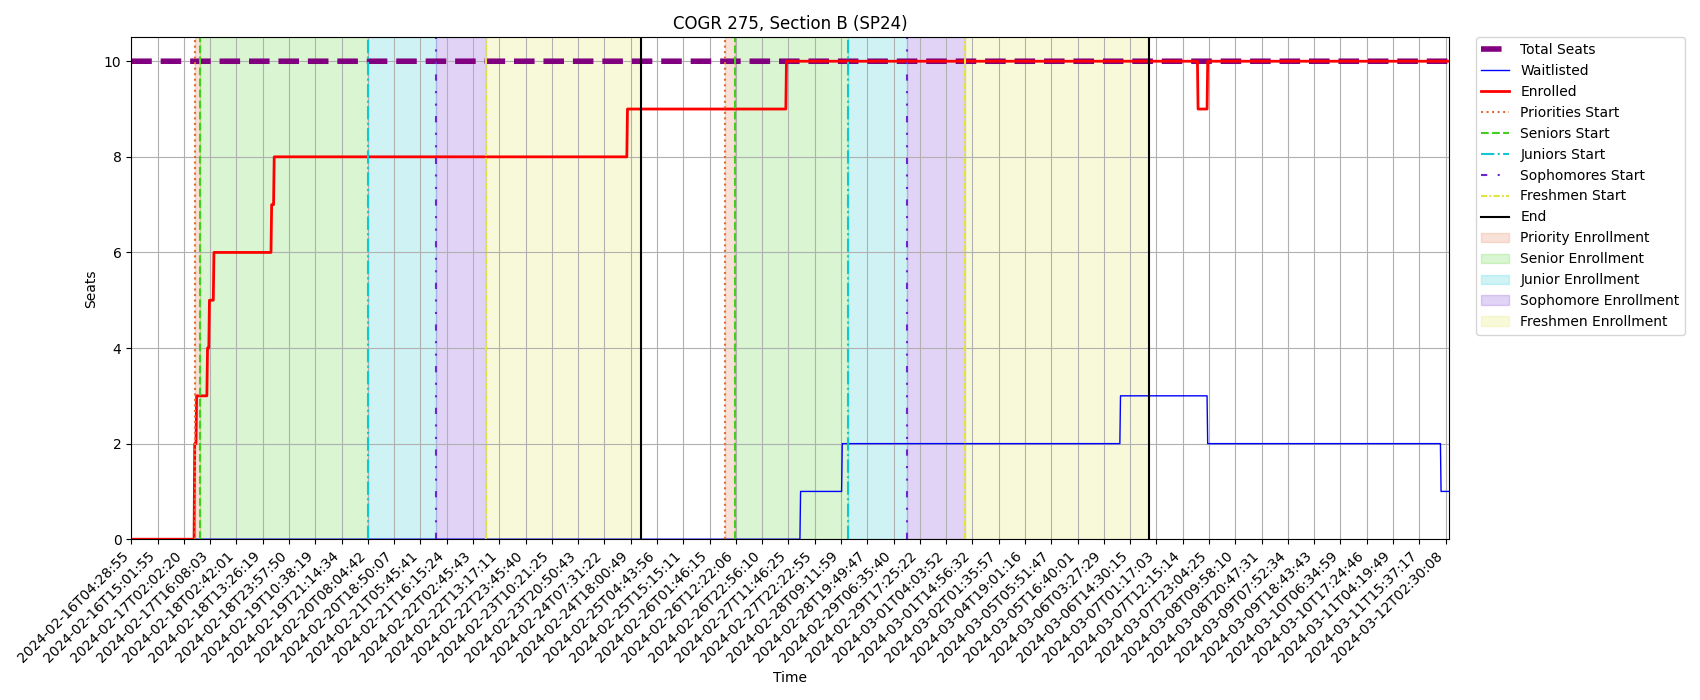 COGR 275, Section B (SP24)
Seats
10
8
6
4
2
0
2024-02-16T04:28:55
2024-02-16T15:01:55
2024-02-17T02:02:20
2024-02-17T16:08:03
2024-02-18T02:42:01
2024-02-18T13:26:19
2024-02-18T23:57:50
2024-02-19T10:38:19
2024-02-19T21:14:34
2024-02-20T08:04:42
2024-02-20T18:50:07
2024-02-21T05:45:41
2024-02-21T16:15:24
2024-02-22T02:45:43
2024-02-22T13:17:11
2024-02-22T23:45:40
2024-02-23T10:21:25
2024-02-23T20:50:43
2024-02-24T07:31:22
2024-02-24T18:00:49
2024-02-25T04:43:56
2024-02-25T15:15:11
2024-02-26T01:46:15
2024-02-26T12:22:06
2024-02-26T22:56:10
2024-02-27T11:46:25
2024-02-27T22:22:55
2024-02-28T09:11:59
2024-02-28T19:49:47
2024-02-29T06:35:40
2024-02-29T17:25:22
2024-03-01T04:03:52
2024-03-01T14:56:32
2024-03-02T01:35:57
2024-03-04T19:01:16
2024-03-05T05:51:47
2024-03-05T16:40:01
2024-03-06T03:27:29
2024-03-06T14:30:15
2024-03-07T01:17:03
2024-03-07T12:15:14
2024-03-07T23:04:25
2024-03-08T09:58:10
2024-03-08T20:47:31
2024-03-09T07:52:34
2024-03-09T18:43:43
2024-03-10T06:34:59
2024-03-10T17:24:46
2024-03-11T04:19:49
2024-03-11T15:37:17
2024-03-12T02:30:08
Time
Total Seats
Waitlisted
Enrolled
Priorities Start
Seniors Start
Juniors Start
Sophomores Start
Freshmen Start
End
Priority Enrollment
Senior Enrollment
Junior Enrollment
Sophomore Enrollment
Freshmen Enrollment